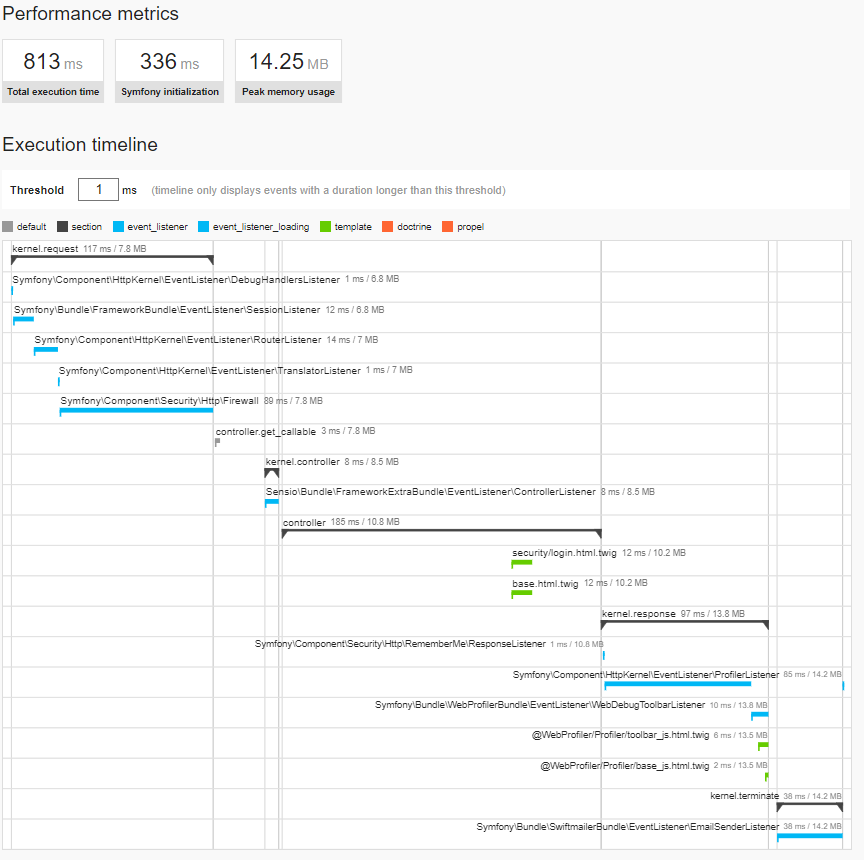 Performance metrics
813 ms 336 ms 14.25 MB
Total execution time Symfony initialization Peak memory usage
Execution timeline
Threshold 1 ms (timeline only displays events with a duration longer than this threshold)
default section event_listener event_listener_loading template doctrine propel
kernel.request 117 ms / 7.8 MB
Symfony\Component\HttpKernel\EventListener\DebugHandlersListener 1 ms / 6.8 MB
Symfony\Bundle\FrameworkBundle\EventListener\SessionListener 12 ms / 6.8 MB
Symfony\Component\HttpKernel\EventListener\RouterListener 14 ms / 7 MB
Symfony\Component\HttpKernel\EventListener\TranslatorListener 1 ms / 7 MB
Symfony\Component\Security\Http\Firewall 89 ms / 7.8 MB
controller.get_callable 3 ms / 7.8 MB
kernel.controller 8 ms / 8.5 MB
Sensio\Bundle\FrameworkExtraBundle\EventListener\ControllerListener 8 ms / 8.5 MB
controller 185 ms / 10.8 MB
security/login.html.twig 12 ms / 10.2 MB
base.html.twig 12 ms / 10.2 MB
kernel.response 97 ms / 13.8 MB
Symfony\Component\Security\Http\RememberMe\ResponseListener 1 ms / 10.8 MB
Symfony\Component\HttpKernel\EventListener\ProfilerListener 85 ms / 14.2 MB
Symfony\Bundle\WebProfilerBundle\EventListener\WebDebugToolbarListener 10 ms / 13.8 MB
@WebProfiler/Profiler/toolbar_js.html.twig 6 ms / 13.5 MB
@WebProfiler/Profiler/base_js.html.twig 2 ms / 13.5 MB
kernel.terminate 38 ms / 14.2 MB
Symfony\Bundle\SwiftmailerBundle\EventListener\EmailSenderListener 38 ms / 14.2 MB